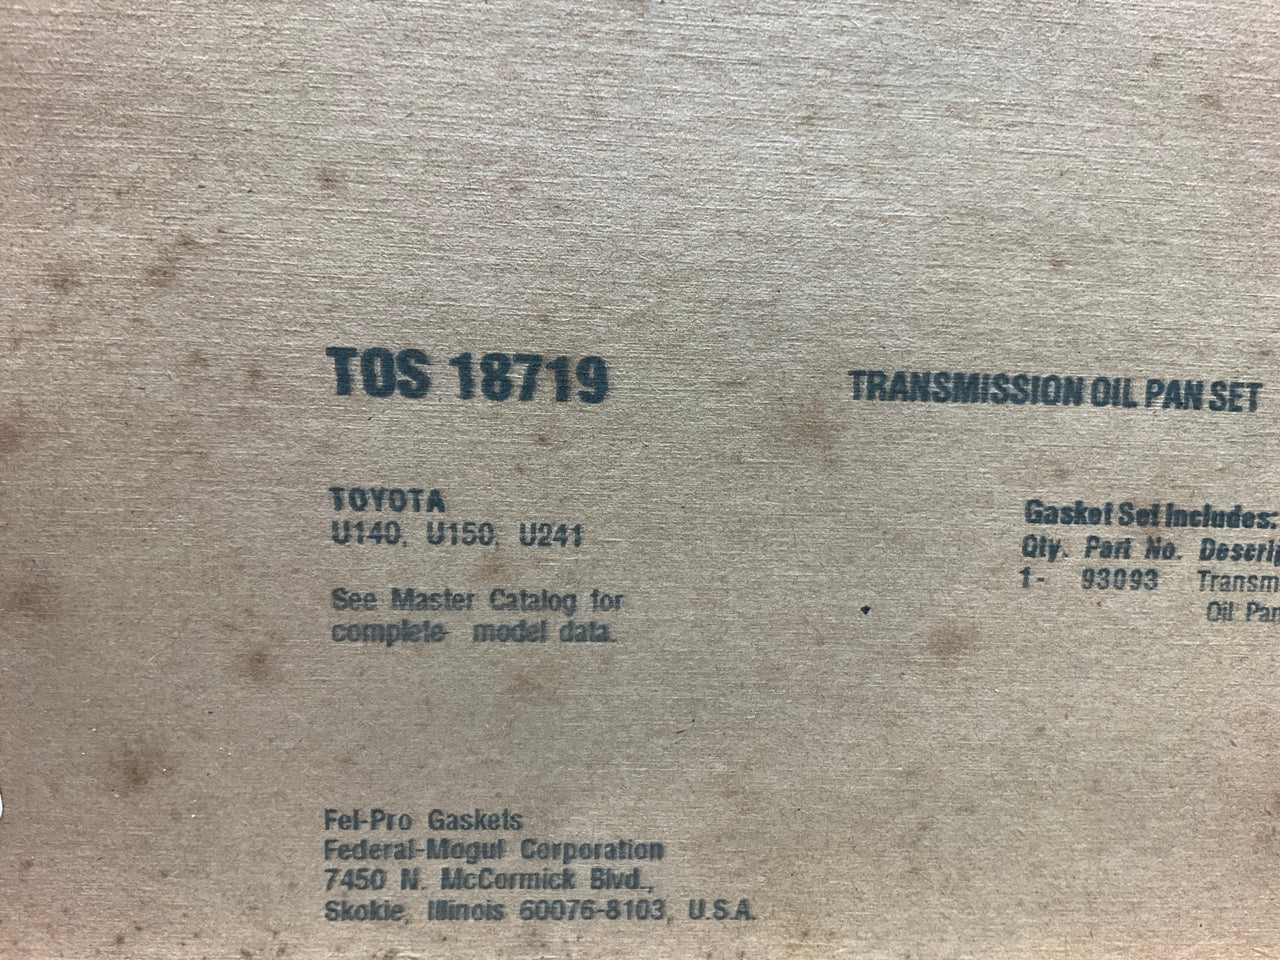 TOS 18719
TRANSMISSION OIL PAN SET
TOYOTA
U140, U150, U241
See Master Catalog for
complete model data.
Gasket Set Includes:
Qty. Part No.
1- 93093
Oil
Fel-Pro Gaskets
Federal-Mogul Corporation
7450 N. McCormick Blvd.,
Skokie, Illinois 60076-8103, U.S.A.